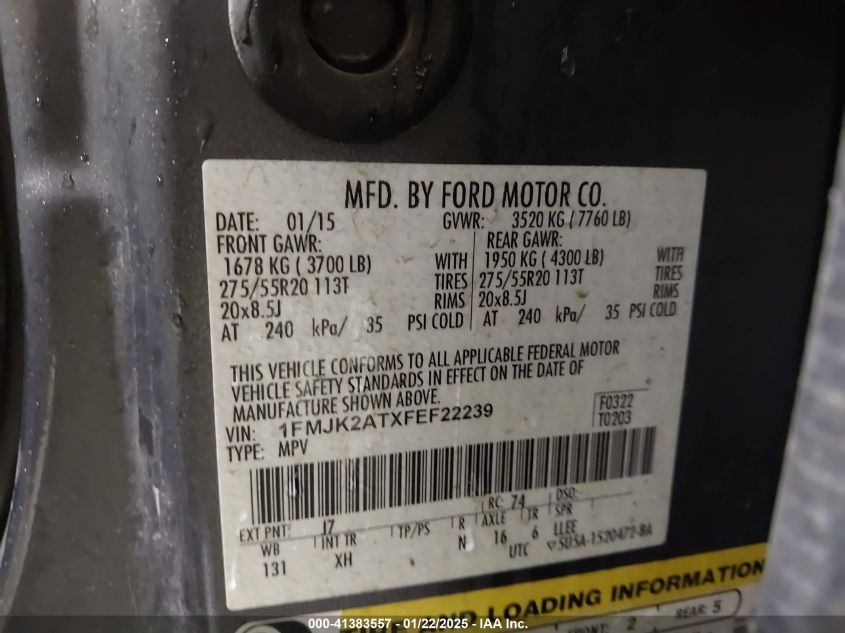 MFD. BY FORD MOTOR CO.
DATE: 01/15 GVWR: 3520 KG ( 7760 LB)
FRONT GAWR: REAR GAWR:
1678 KG ( 3700 LB) WITH 1950 KG ( 4300 LB) WITH
275/55R20 113T TIRES 275/55R20 113T TIRES
20x8.5J RIMS 20x8.5J RIMS
AT 240 kPa/ 35 PSI COLD AT 240 kPa/ 35 PSI COLD
THIS VEHICLE CONFORMS TO ALL APPLICABLE FEDERAL MOTOR
VEHICLE SAFETY STANDARDS IN EFFECT ON THE DATE OF
MANUFACTURE SHOWN ABOVE.
VIN: 1FMJK2ATXFEF22239
F0322
T0203
TYPE: MPV
RC: 74 DSO:
EXT PNT: J7
WB INT TR TP/PS R AXLE TR SPR
131 XH N 16 6 LLEE
UTC
TIRE AND LOADING INFORMATION
FRONT: 2 REAR: 5
000-41383557 - 01/22/2025 - IAA Inc.